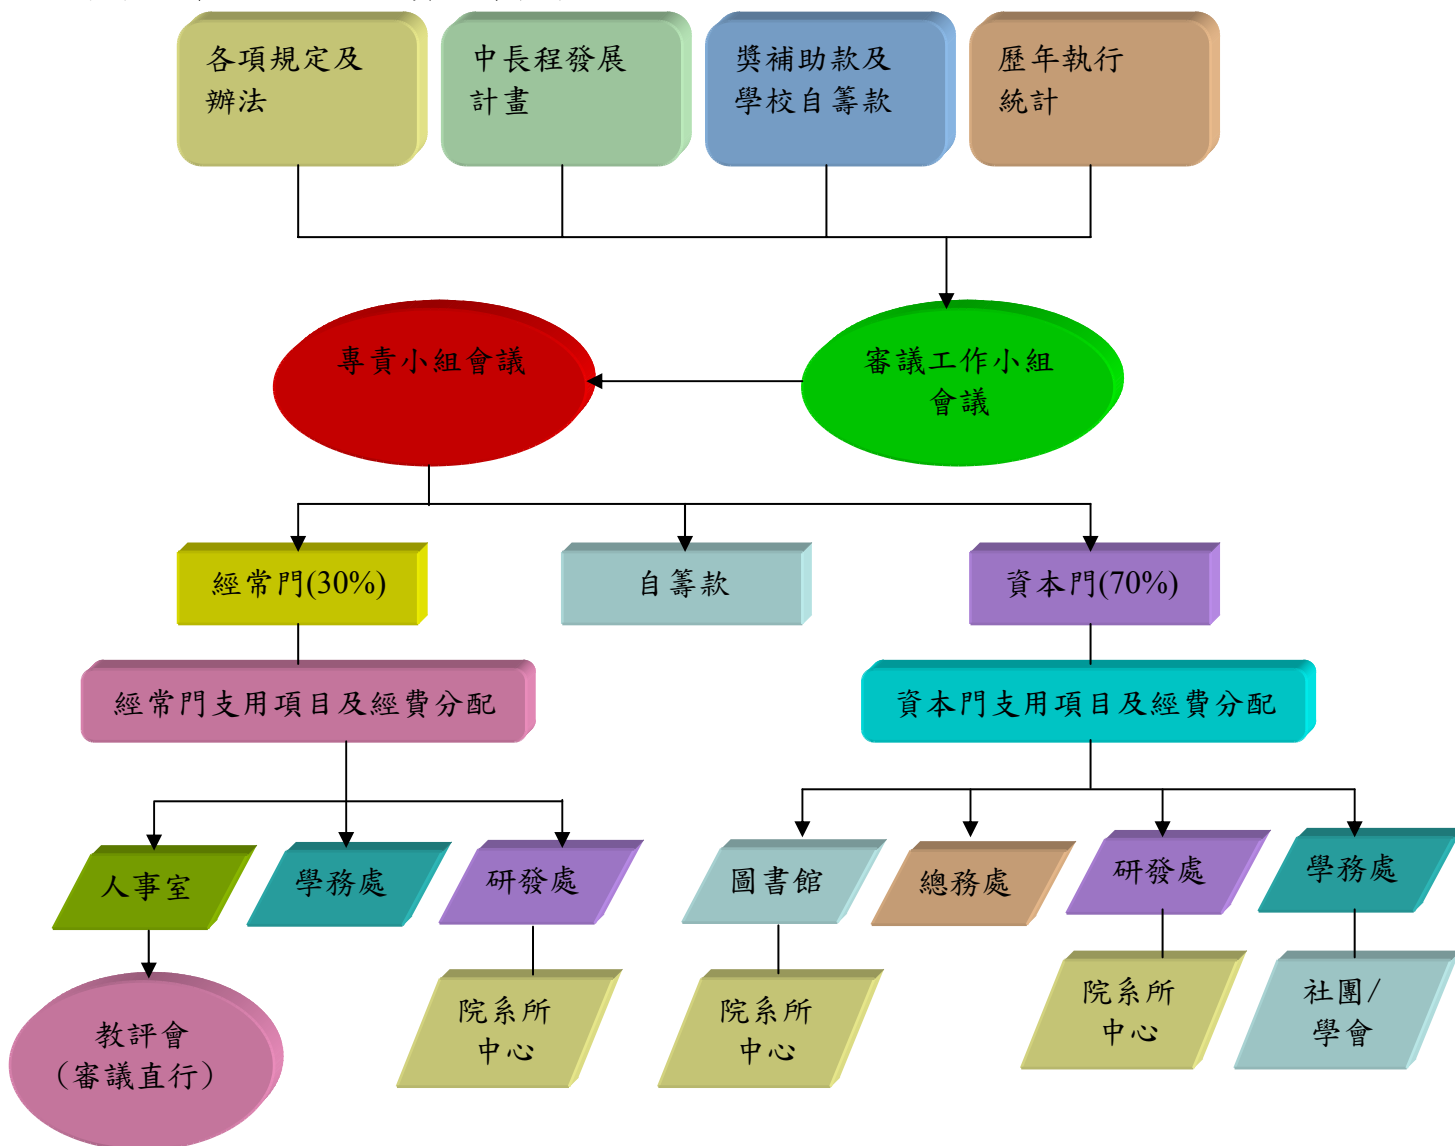 各項規定及
辦法
中長程發展
計畫
獎補助款及
學校自籌款
歷年執行
統計
專責小組會議
審議工作小組
會議
經常門(30%)
自籌款
資本門(70%)
經常門支用項目及經費分配
資本門支用項目及經費分配
人事室
學務處
研發處
圖書館
總務處
研發處
學務處
教評會
（審議直行）
院系所
中心
院系所
中心
院系所
中心
社團/
學會